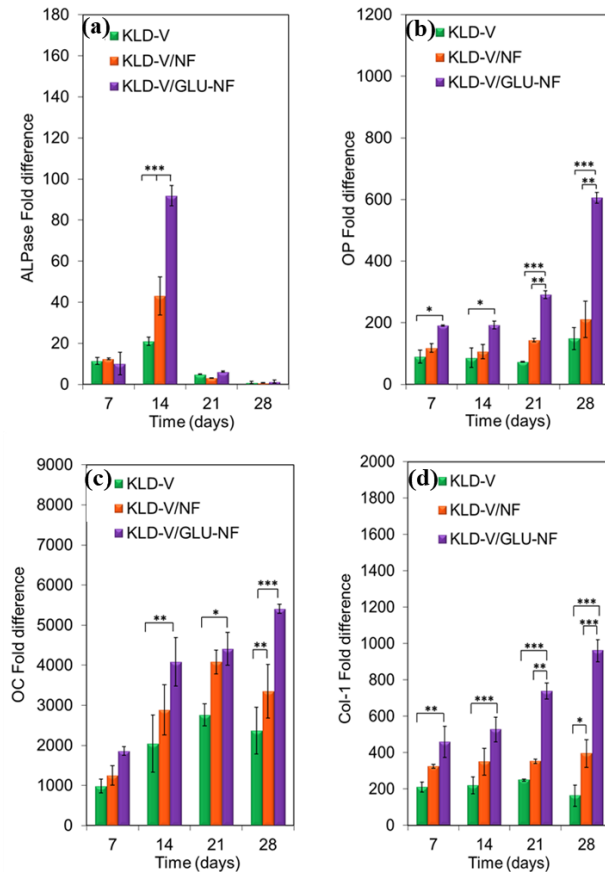 (a)
KLD-V
KLD-V/NF
KLD-V/GLU-NF
ALPase Fold difference
180
160
140
120
100
80
60
40
20
0
***
7 14 21 28
Time (days)
(b)
KLD-V
KLD-V/NF
KLD-V/GLU-NF
OP Fold difference
1200
1000
800
600
400
200
0
*
*
***
**
***
**
7 14 21 28
Time (days)
(c)
KLD-V
KLD-V/NF
KLD-V/GLU-NF
OC Fold difference
9000
8000
7000
6000
5000
4000
3000
2000
1000
0
**
*
***
**
7 14 21 28
Time (days)
(d)
KLD-V
KLD-V/NF
KLD-V/GLU-NF
Col-1 Fold difference
2000
1800
1600
1400
1200
1000
800
600
400
200
0
**
***
***
**
***
***
*
7 14 21 28
Time (days)